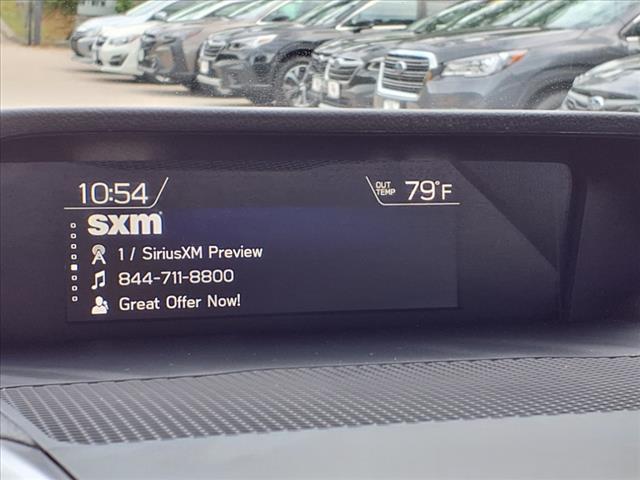 10:54
OUT TEMP 79°F
sxm
1 / SiriusXM Preview
844-711-8800
Great Offer Now!